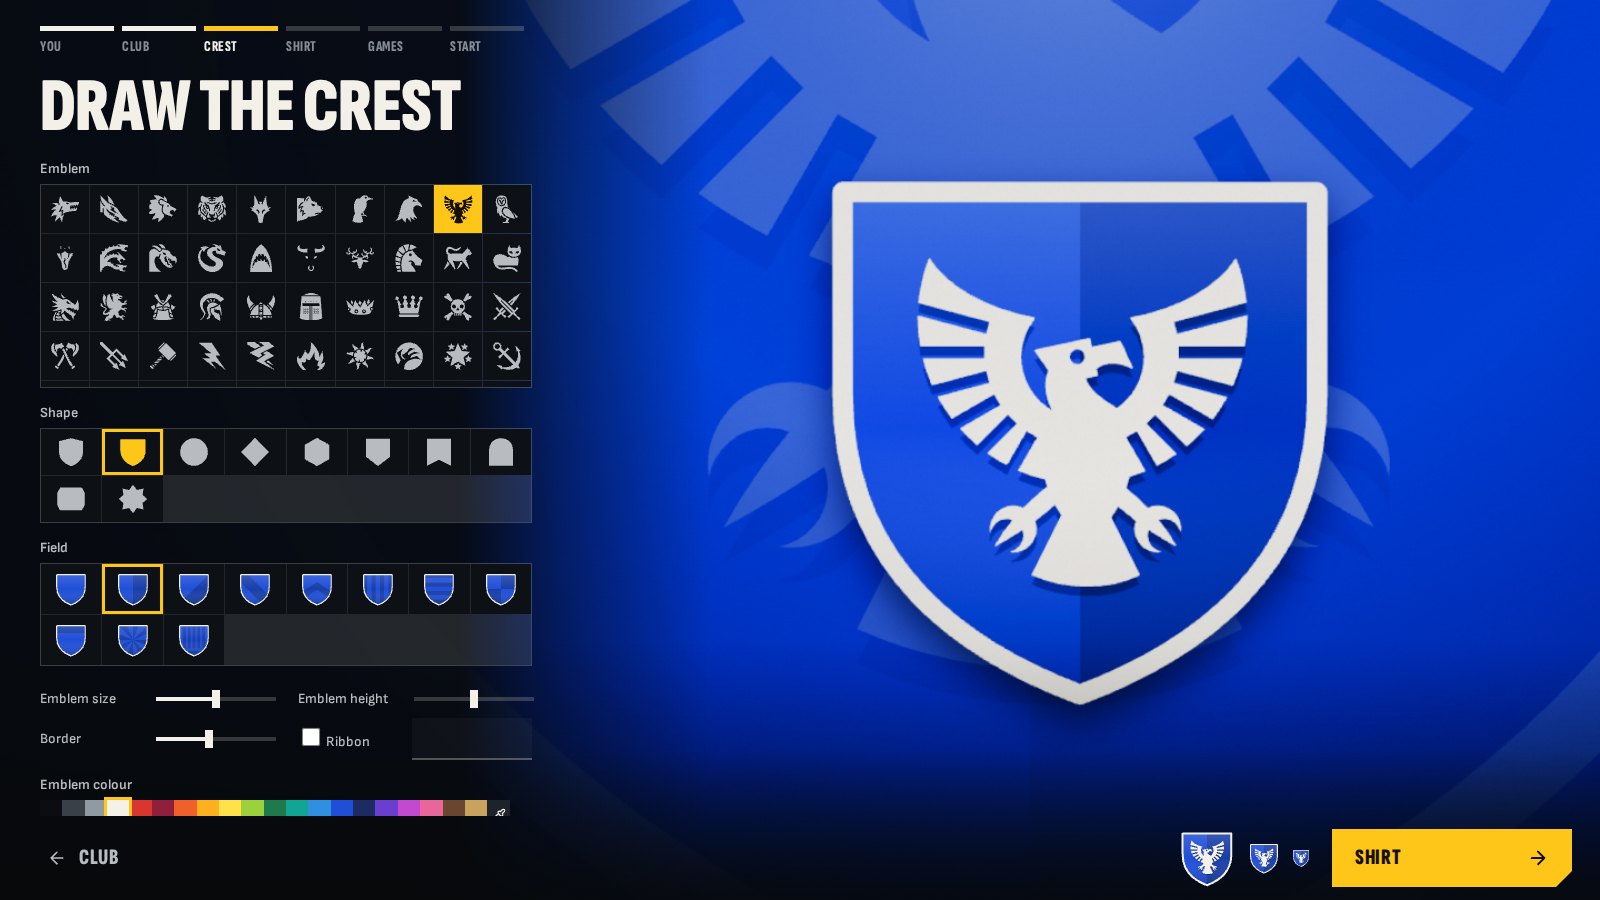 YOU CLUB CREST SHIRT GAMES START
DRAW THE CREST
Emblem
Shape
Field
Emblem size Emblem height
Border Ribbon
Emblem colour
CLUB SHIRT